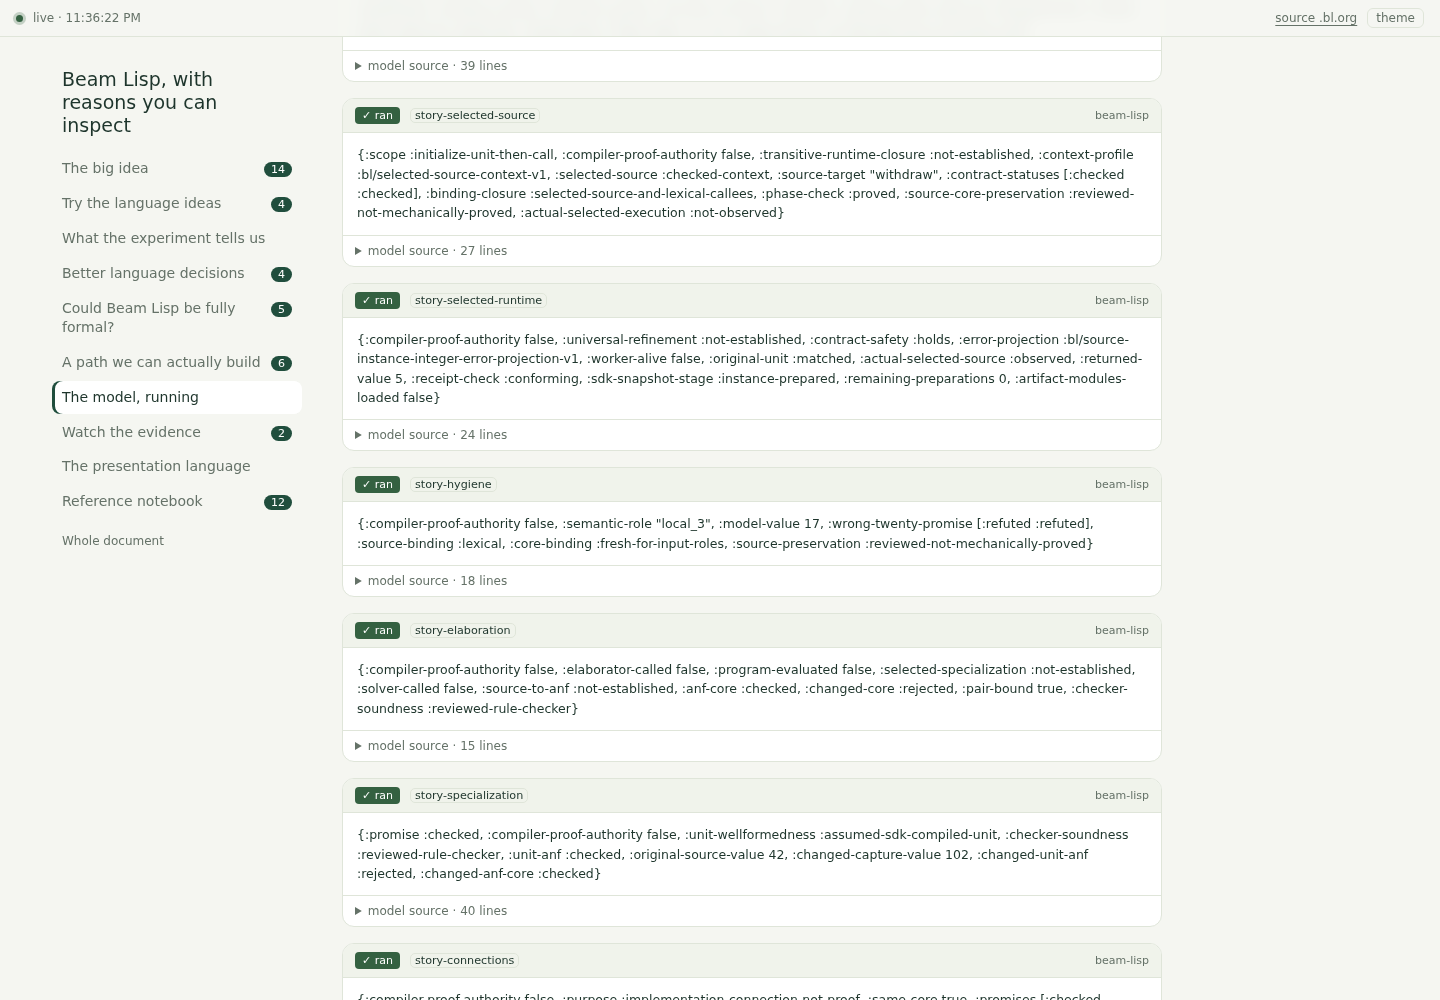 live · 11:36:22 PM
source .bl.org
theme
Beam Lisp, with
reasons you can
inspect
The big idea 14
Try the language ideas 4
What the experiment tells us
Better language decisions 4
Could Beam Lisp be fully
formal? 5
A path we can actually build 6
The model, running
Watch the evidence 2
The presentation language
Reference notebook 12
Whole document
▶ model source · 39 lines
✓ ran story-selected-source beam-lisp
{:scope :initialize-unit-then-call, :compiler-proof-authority false, :transitive-runtime-closure :not-established, :context-profile
:bl/selected-source-context-v1, :selected-source :checked-context, :source-target "withdraw", :contract-statuses [:checked
:checked], :binding-closure :selected-source-and-lexical-callees, :phase-check :proved, :source-core-preservation :reviewed-
not-mechanically-proved, :actual-selected-execution :not-observed}
▶ model source · 27 lines
✓ ran story-selected-runtime beam-lisp
{:compiler-proof-authority false, :universal-refinement :not-established, :contract-safety :holds, :error-projection :bl/source-
instance-integer-error-projection-v1, :worker-alive false, :original-unit :matched, :actual-selected-source :observed, :returned-
value 5, :receipt-check :conforming, :sdk-snapshot-stage :instance-prepared, :remaining-preparations 0, :artifact-modules-
loaded false}
▶ model source · 24 lines
✓ ran story-hygiene beam-lisp
{:compiler-proof-authority false, :semantic-role "local_3", :model-value 17, :wrong-twenty-promise [:refuted :refuted],
:source-binding :lexical, :core-binding :fresh-for-input-roles, :source-preservation :reviewed-not-mechanically-proved}
▶ model source · 18 lines
✓ ran story-elaboration beam-lisp
{:compiler-proof-authority false, :elaborator-called false, :program-evaluated false, :selected-specialization :not-established,
:solver-called false, :source-to-anf :not-established, :anf-core :checked, :changed-core :rejected, :pair-bound true, :checker-
soundness :reviewed-rule-checker}
▶ model source · 15 lines
✓ ran story-specialization beam-lisp
{:promise :checked, :compiler-proof-authority false, :unit-wellformedness :assumed-sdk-compiled-unit, :checker-soundness
:reviewed-rule-checker, :unit-anf :checked, :original-source-value 42, :changed-capture-value 102, :changed-unit-anf
:rejected, :changed-anf-core :checked}
▶ model source · 40 lines
✓ ran story-connections beam-lisp
{:compiler-proof-authority false, :purpose :implementation-connection-not-proof, :same-core true, :promises [:checked